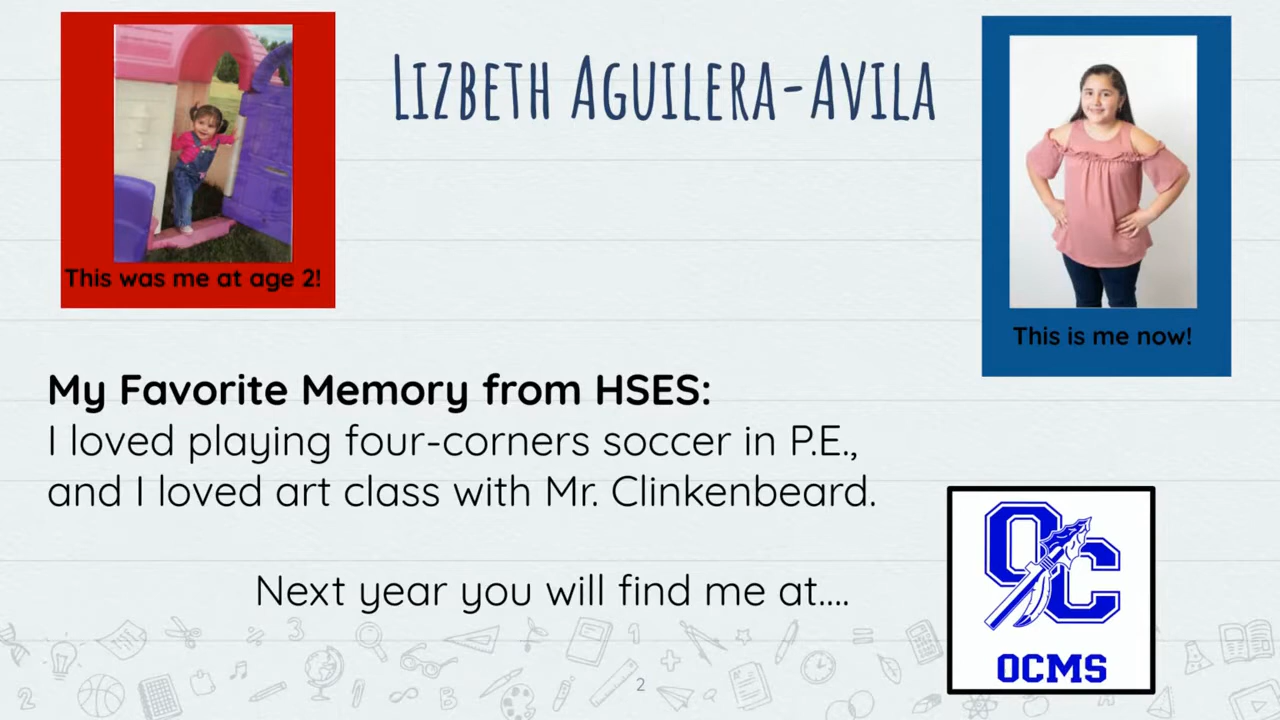 Lizbeth Aguilera-Avila
This was me at age 2!
This is me now!
My Favorite Memory from HSES:
I loved playing four-corners soccer in P.E.,
and I loved art class with Mr. Clinkenbeard.
Next year you will find me at....
OC
OCMS
2